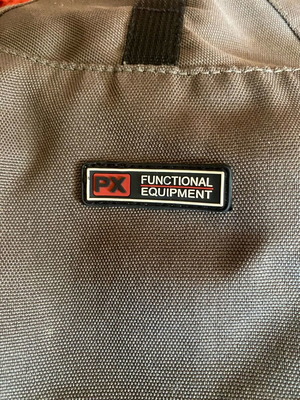 PX
FUNCTIONAL
EQUIPMENT